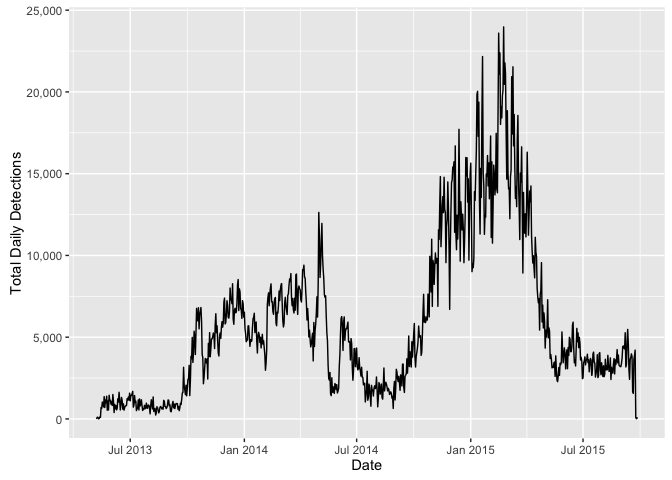 25,000
20,000
15,000
10,000
5,000
0
Total Daily Detections
Jul 2013
Jan 2014
Jul 2014
Jan 2015
Jul 2015
Date